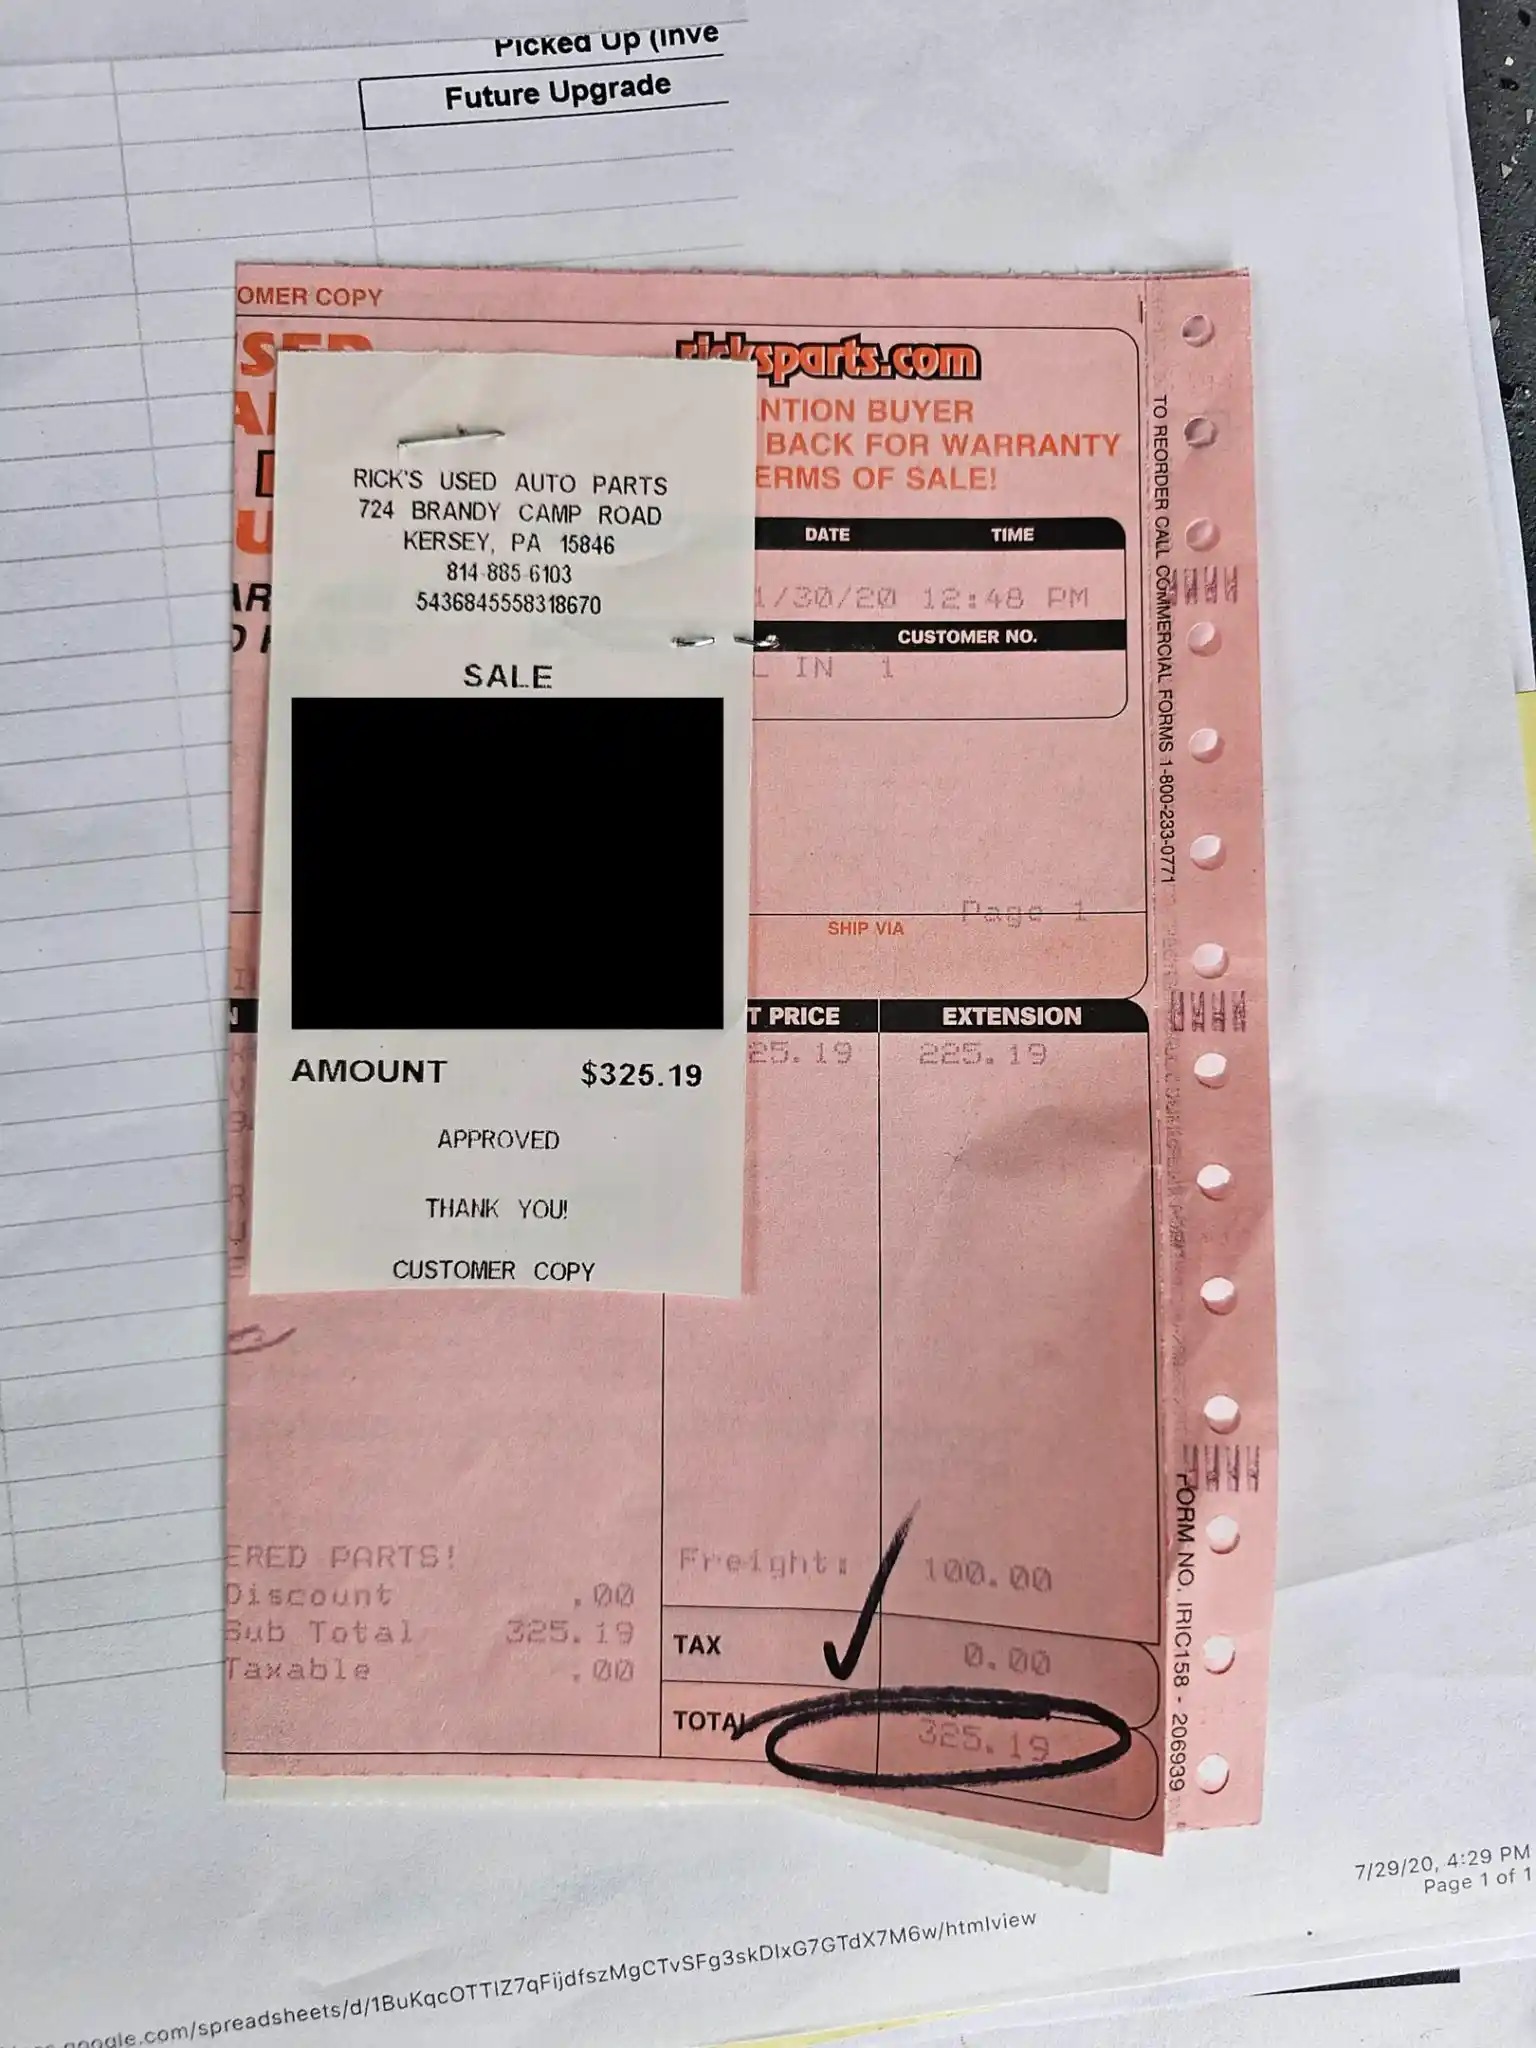 Picked Up (Inve
Future Upgrade
OMER COPY
ricksparts.com
NTION BUYER
BACK FOR WARRANTY
ERMS OF SALE!
DATE TIME
1/30/20 12:48 PM
CUSTOMER NO.
L IN 1
Page 1
SHIP VIA
T PRICE EXTENSION
25.19 225.19
RICK'S USED AUTO PARTS
724 BRANDY CAMP ROAD
KERSEY, PA 15846
814-885-6103
5436845558318670
SALE
AMOUNT $325.19
APPROVED
THANK YOU!
CUSTOMER COPY
ERED PARTS!
Discount .00
Sub Total 325.19
Taxable .00
Freight: 100.00
TAX 0.00
TOTAL 325.19
TO REORDER CALL COMMERCIAL FORMS 1-800-233-0771
FORM NO. IRIC158 - 206939
7/29/20, 4:29 PM
Page 1 of 1
google.com/spreadsheets/d/1BuKqcOTTIZ7qFijdfszMgCTvSFg3skDIxG7GTdX7M6w/htmlview